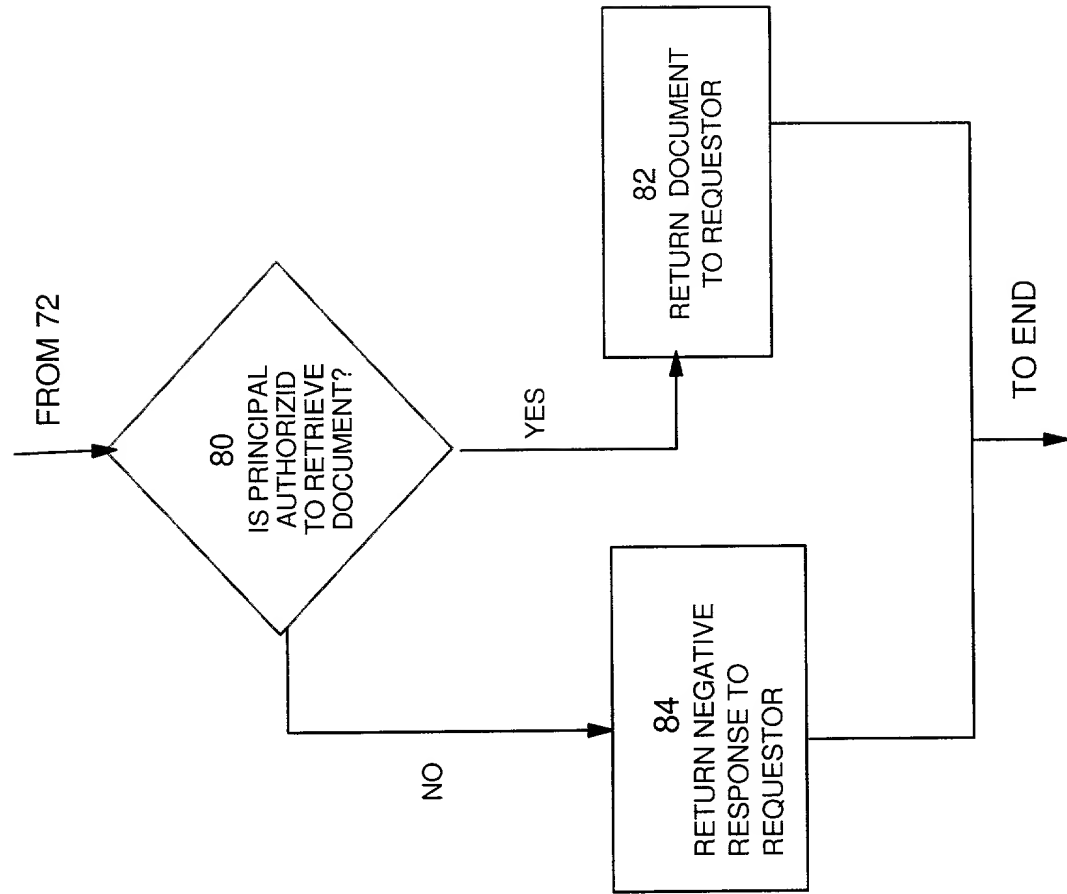 FROM 72
80
IS PRINCIPAL
AUTHORIZID
TO RETRIEVE
DOCUMENT?
NO
YES
84
RETURN NEGATIVE
RESPONSE TO
REQUESTOR
82
RETURN DOCUMENT
TO REQUESTOR
TO END